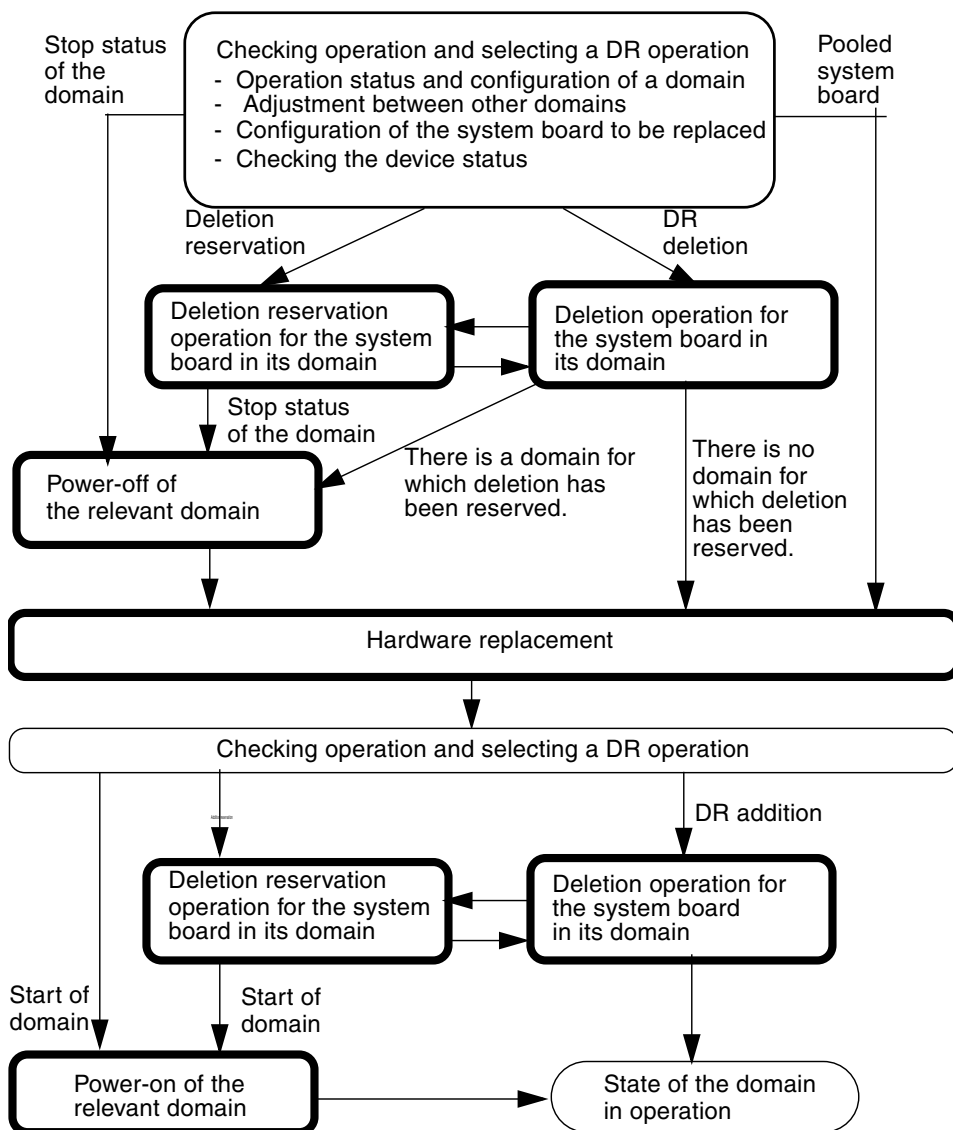 Stop status
of the
domain
Checking operation and selecting a DR operation
- Operation status and configuration of a domain
- Adjustment between other domains
- Configuration of the system board to be replaced
- Checking the device status
Pooled
system
board
Deletion
reservation
DR
deletion
Deletion reservation
operation for the system
board in its domain
Deletion operation for
the system board in
its domain
Stop status
of the domain
There is a domain for
which deletion has
been reserved.
There is no
domain for
which deletion
has been
reserved.
Power-off of
the relevant domain
Hardware replacement
Checking operation and selecting a DR operation
DR addition
Deletion reservation
operation for the system
board in its domain
Deletion operation for
the system board
in its domain
Start of
domain
Start of
domain
Power-on of the
relevant domain
State of the domain
in operation